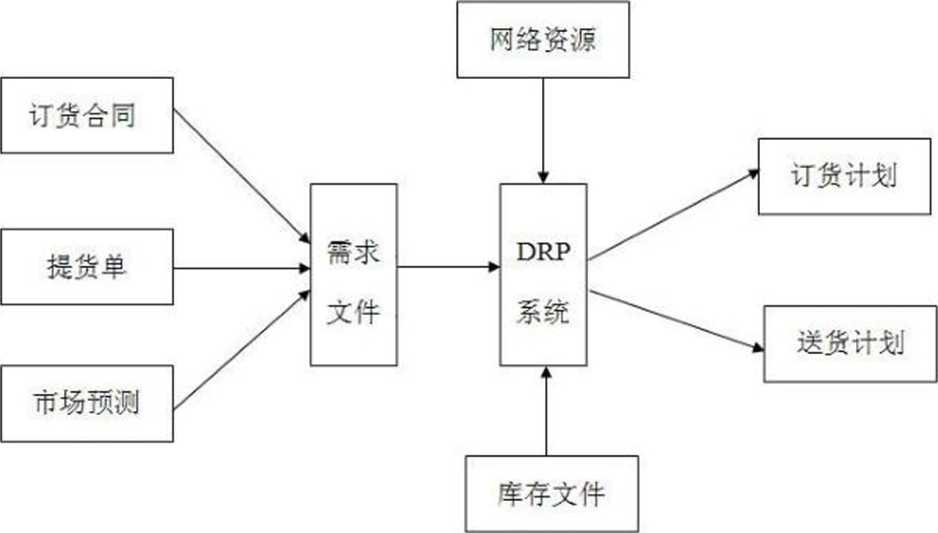 网络资源
订货合同
订货计划
提货单
需求
文件
DRP
系统
送货计划
市场预测
库存文件